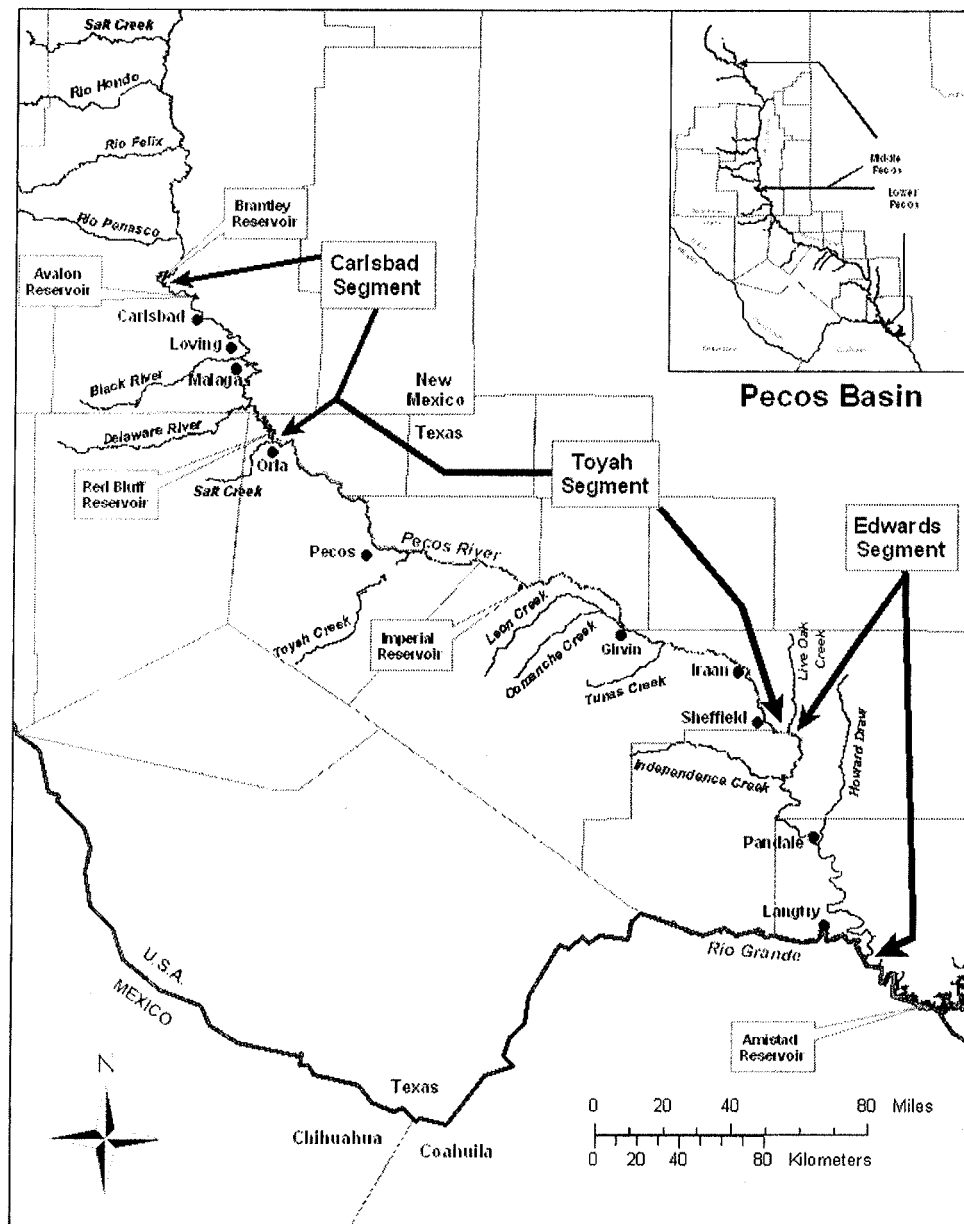 Salt Creek
Rio Hondo
Rio Felix
Rio Penasco
Brantley
Reservoir
Avalon
Reservoir
Carlsbad
Segment
Carlsbad
Loving
Malaga
Black River
Delaware River
New
Mexico
Texas
Orla
Red Bluff
Reservoir
Salt Creek
Middle
Pecos
Lower
Pecos
Pecos Basin
Toyah
Segment
Edwards
Segment
Pecos
Pecos River
Toyah Creek
Imperial
Reservoir
Leon Creek
Comanche Creek
Girvin
Tunas Creek
Iraan
Live Oak
Creek
Sheffield
Howard Draw
Independence Creek
Pandale
Langtry
Rio Grande
U.S.A.
MEXICO
Amistad
Reservoir
N
Texas
Chihuahua
Coahuila
0 20 40 80 Miles
0 20 40 80 Kilometers